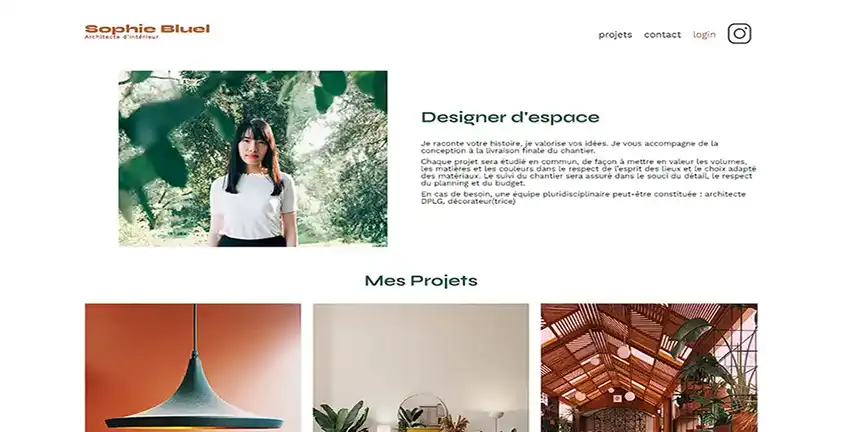 Sophie Bluel
Architecte d'intérieur
projets contact login
Designer d'espace
Je raconte votre histoire, je valorise vos idées. Je vous accompagne de la
conception à la livraison finale du chantier.
Chaque projet sera étudié en commun, de façon à mettre en valeur les volumes,
les matières et les couleurs dans le respect de l'esprit des lieux et le choix adapté
des matériaux. Le suivi du chantier sera assuré dans le souci du détail, le respect
du planning et du budget.
En cas de besoin, une équipe pluridisciplinaire peut-être constituée : architecte
DPLG, décorateur(trice)
Mes Projets